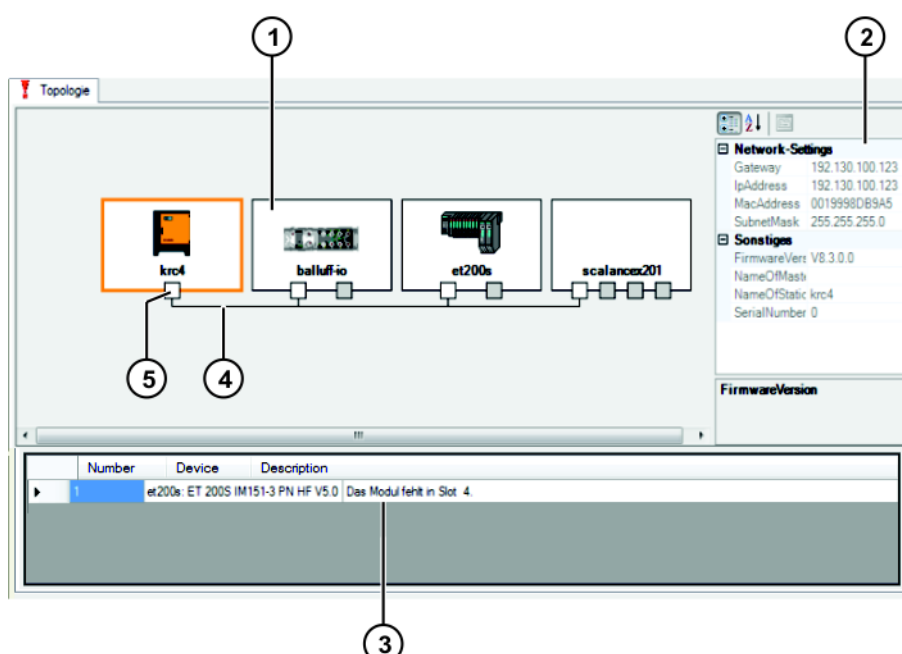 1
2
Topologie
Network-Settings
Gateway 192.130.100.123
IpAddress 192.130.100.123
MacAddress 0019998DB9A5
SubnetMask 255.255.255.0
Sonstiges
FirmwareVers V8.3.0.0
NameOfMaste
NameOfStatic krc4
SerialNumber 0
krc4
balluff-io
et200s
scalancex201
5
4
FirmwareVersion
Number Device Description
1 et200s: ET 200S IM151-3 PN HF V5.0 Das Modul fehlt in Slot 4.
3